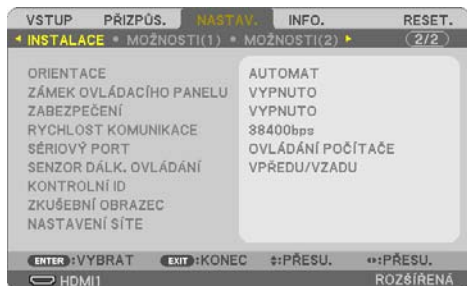 VSTUP PŘIZPŮS. NASTAV. INFO. RESET.
INSTALACE • MOŽNOSTI(1) • MOŽNOSTI(2) 2/2
ORIENTACE AUTOMAT
ZÁMEK OVLÁDACÍHO PANELU VYPNUTO
ZABEZPEČENÍ VYPNUTO
RYCHLOST KOMUNIKACE 38400bps
SÉRIOVÝ PORT OVLÁDÁNÍ POČÍTAČE
SENZOR DÁLK. OVLÁDÁNÍ VPŘEDU/VZADU
KONTROLNÍ ID
ZKUŠEBNÍ OBRAZEC
NASTAVENÍ SÍTE
ENTER :VYBRAT EXIT :KONEC :PŘESU. :PŘESU.
HDMI1 ROZŠÍŘENÁ